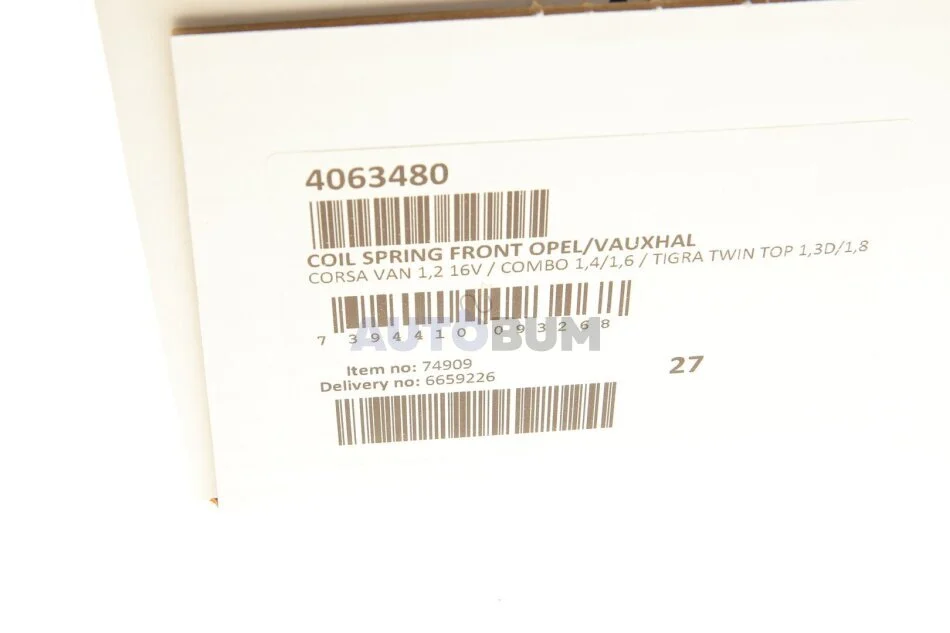 4063480
COIL SPRING FRONT OPEL/VAUXHAL
CORSA VAN 1,2 16V / COMBO 1,4/1,6 / TIGRA TWIN TOP 1,3D/1,8
7 394410 093268
AUTOBUM
Item no: 74909
27
Delivery no: 6659226